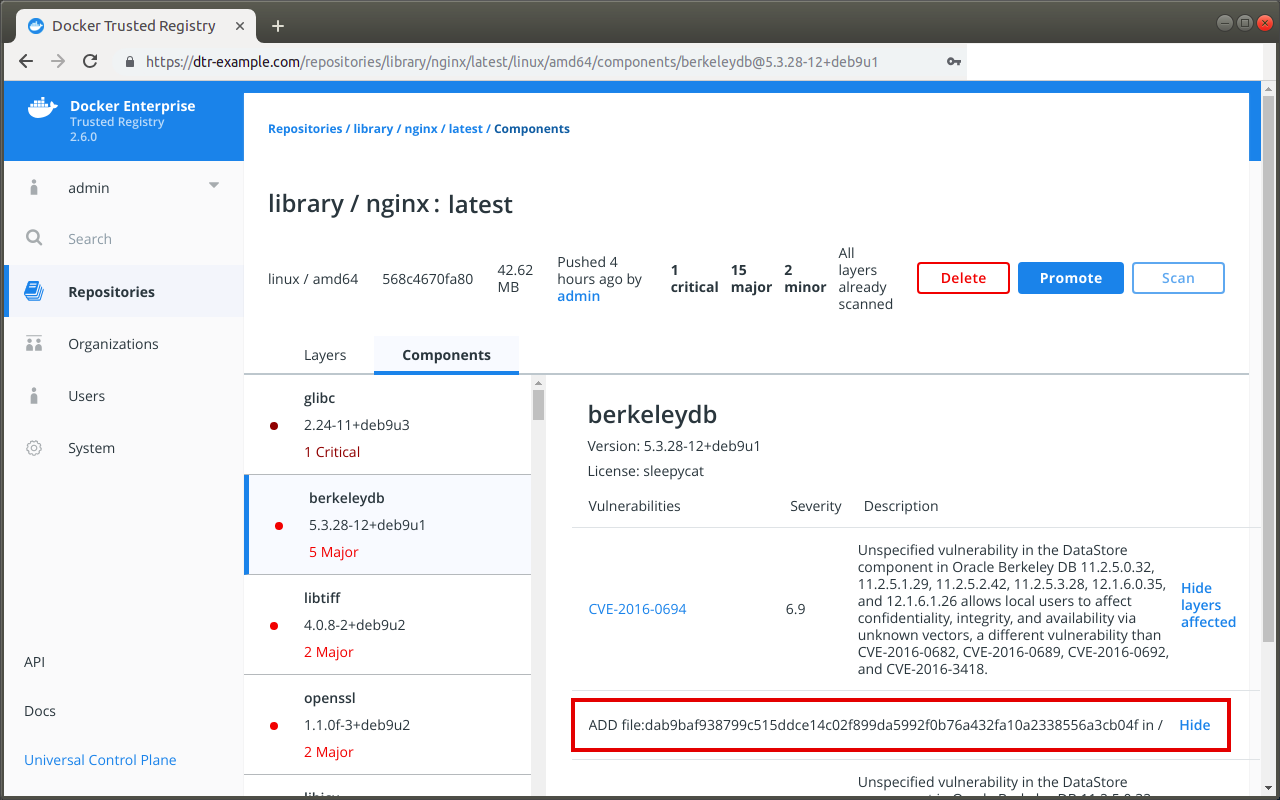 Docker Trusted Registry
https://dtr-example.com/repositories/library/nginx/latest/linux/amd64/components/berkeleydb@5.3.28-12+deb9u1
Docker Enterprise
Trusted Registry
2.6.0
admin
Search
Repositories
Organizations
Users
System
API
Docs
Universal Control Plane
Repositories / library / nginx / latest / Components
library / nginx : latest
linux / amd64
568c4670fa80
42.62
MB
Pushed 4
hours ago by
admin
1
critical
15
major
2
minor
All
layers
already
scanned
Delete
Promote
Scan
Layers
Components
glibc
2.24-11+deb9u3
1 Critical
berkeleydb
5.3.28-12+deb9u1
5 Major
libtiff
4.0.8-2+deb9u2
2 Major
openssl
1.1.0f-3+deb9u2
2 Major
berkeleydb
Version: 5.3.28-12+deb9u1
License: sleepycat
Vulnerabilities Severity Description
CVE-2016-0694
6.9
Unspecified vulnerability in the DataStore
component in Oracle Berkeley DB 11.2.5.0.32,
11.2.5.1.29, 11.2.5.2.42, 11.2.5.3.28, 12.1.6.0.35,
and 12.1.6.1.26 allows local users to affect
confidentiality, integrity, and availability via
unknown vectors, a different vulnerability than
CVE-2016-0682, CVE-2016-0689, CVE-2016-0692,
and CVE-2016-3418.
Hide
layers
affected
ADD file:dab9baf938799c515ddce14c02f899da5992f0b76a432fa10a2338556a3cb04f in / Hide
Unspecified vulnerability in the DataStore